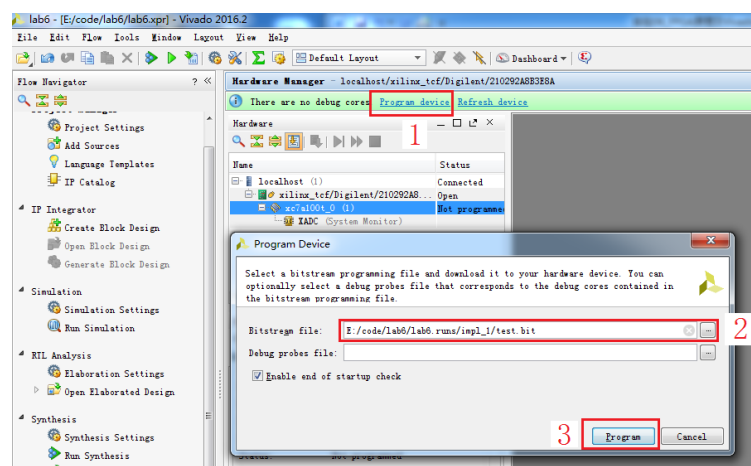 lab6 - [E:/code/lab6/lab6.xpr] - Vivado 2016.2
File Edit Flow Tools Window Layout View Help
Default Layout
Dashboard
Flow Navigator
Hardware Manager - localhost/xilinx_tcf/Digilent/210292A8B3E8A
There are no debug cores. Program device Refresh device
1
Hardware
Name Status
localhost (1) Connected
xilinx_tcf/Digilent/210292A8... Open
xc7a100t_0 (1) Not programme
XADC (System Monitor)
Project Settings
Add Sources
Language Templates
IP Catalog
IP Integrator
Create Block Design
Open Block Design
Generate Block Design
Simulation
Simulation Settings
Run Simulation
RTL Analysis
Elaboration Settings
Open Elaborated Design
Synthesis
Synthesis Settings
Run Synthesis
Program Device
Select a bitstream programming file and download it to your hardware device. You can
optionally select a debug probes file that corresponds to the debug cores contained in
the bitstream programming file.
Bitstream file: E:/code/lab6/lab6.runs/impl_1/test.bit ...
2
Debug probes file: ...
Enable end of startup check
3
Program Cancel